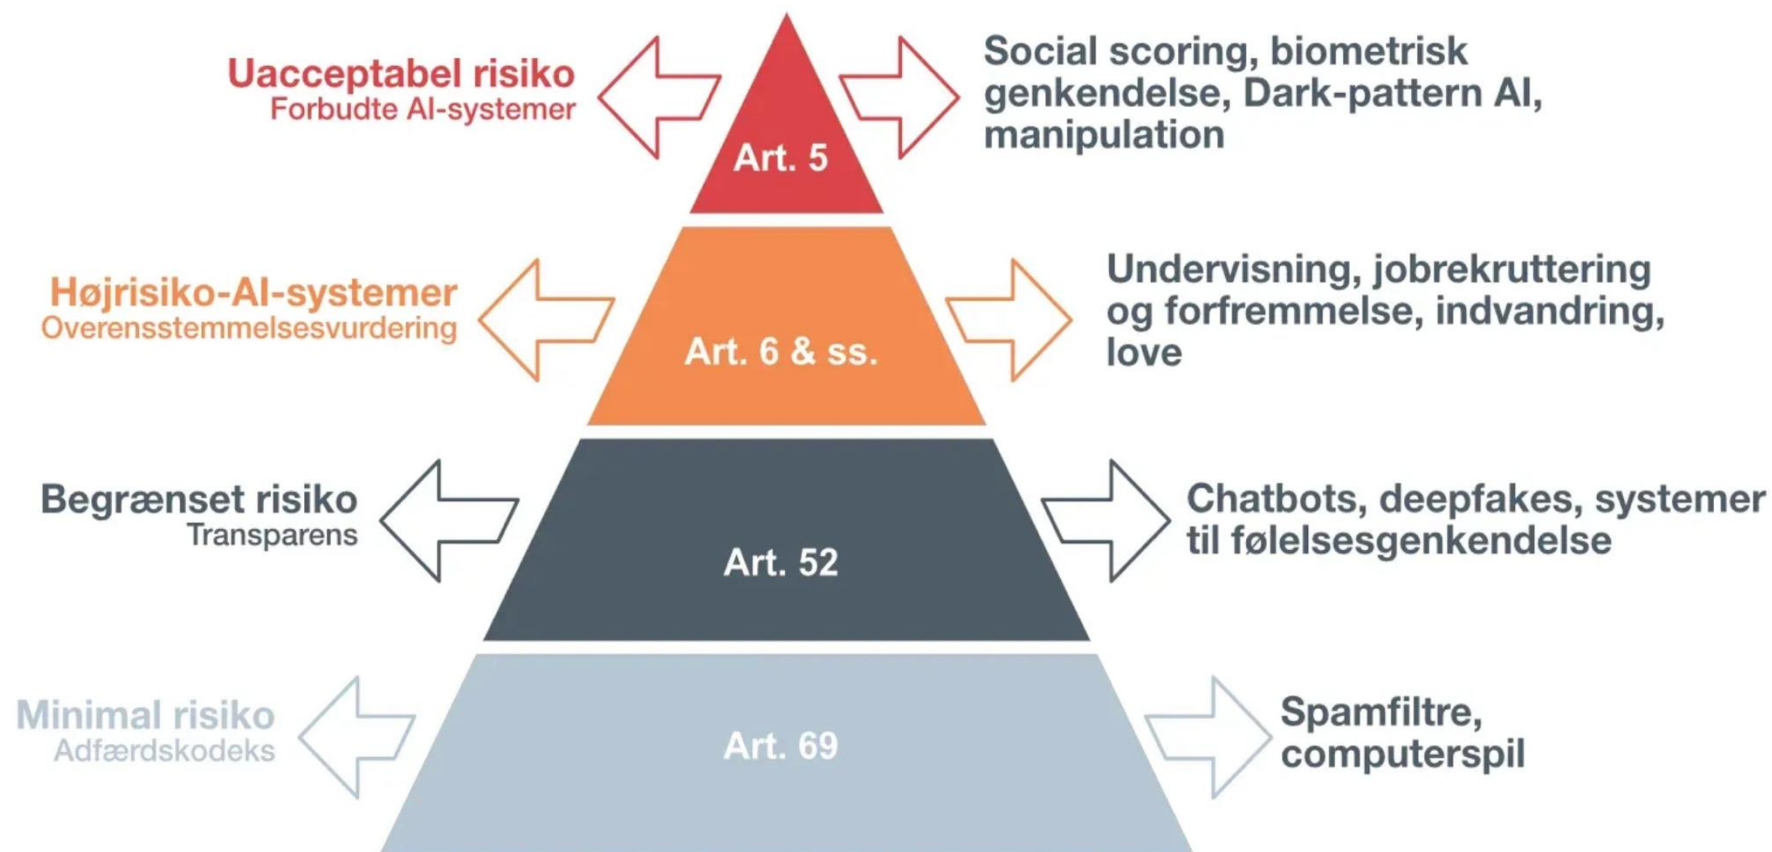 Uacceptabel risiko
Forbudte AI-systemer
Art. 5
Social scoring, biometrisk
genkendelse, Dark-pattern AI,
manipulation
Højrisiko-AI-systemer
Overensstemmelsesvurdering
Art. 6 & ss.
Undervisning, jobrekruttering
og forfremmelse, indvandring,
love
Begrænset risiko
Transparens
Art. 52
Chatbots, deepfakes, systemer
til følelsesgenkendelse
Minimal risiko
Adfærdskodeks
Art. 69
Spamfiltre,
computerspil